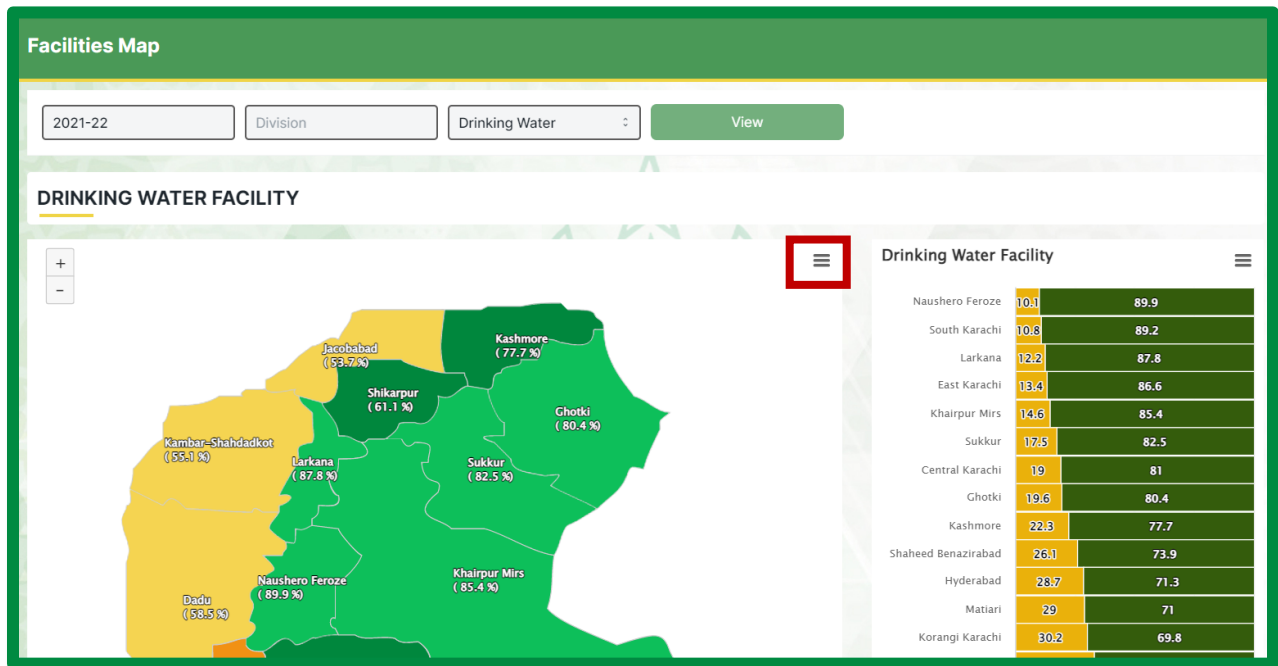 Facilities Map
2021-22
Division
Drinking Water
View
DRINKING WATER FACILITY
+
−
Jacobabad
( 53.7 %)
Kashmore
( 77.7 %)
Shikarpur
( 61.1 %)
Ghotki
( 80.4 %)
Kambar-Shahdadkot
( 55.1 %)
Larkana
( 87.8 %)
Sukkur
( 82.5 %)
Naushero Feroze
( 89.9 %)
Khairpur Mirs
( 85.4 %)
Dadu
( 58.5 %)
Drinking Water Facility
Naushero Feroze 10.1 89.9
South Karachi 10.8 89.2
Larkana 12.2 87.8
East Karachi 13.4 86.6
Khairpur Mirs 14.6 85.4
Sukkur 17.5 82.5
Central Karachi 19 81
Ghotki 19.6 80.4
Kashmore 22.3 77.7
Shaheed Benazirabad 26.1 73.9
Hyderabad 28.7 71.3
Matiari 29 71
Korangi Karachi 30.2 69.8